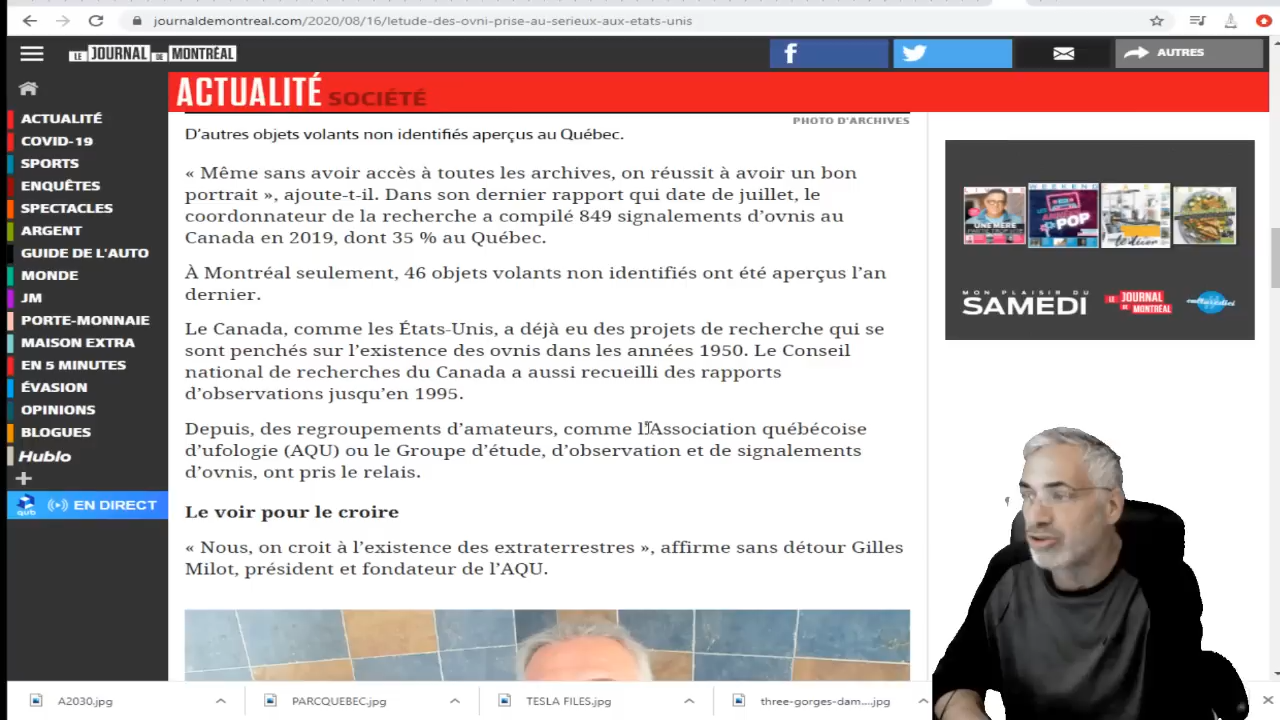 journaldemontreal.com/2020/08/16/letude-des-ovni-prise-au-serieux-aux-etats-unis
LE JOURNAL DE MONTRÉAL
AUTRES
ACTUALITÉ SOCIÉTÉ
ACTUALITÉ
COVID-19
SPORTS
ENQUÊTES
SPECTACLES
ARGENT
GUIDE DE L'AUTO
MONDE
JM
PORTE-MONNAIE
MAISON EXTRA
EN 5 MINUTES
ÉVASION
OPINIONS
BLOGUES
Hublo
qub EN DIRECT
PHOTO D'ARCHIVES
D'autres objets volants non identifiés aperçus au Québec.
« Même sans avoir accès à toutes les archives, on réussit à avoir un bon
portrait », ajoute-t-il. Dans son dernier rapport qui date de juillet, le
coordonnateur de la recherche a compilé 849 signalements d'ovnis au
Canada en 2019, dont 35 % au Québec.
À Montréal seulement, 46 objets volants non identifiés ont été aperçus l'an
dernier.
Le Canada, comme les États-Unis, a déjà eu des projets de recherche qui se
sont penchés sur l'existence des ovnis dans les années 1950. Le Conseil
national de recherches du Canada a aussi recueilli des rapports
d'observations jusqu'en 1995.
Depuis, des regroupements d'amateurs, comme l'Association québécoise
d'ufologie (AQU) ou le Groupe d'étude, d'observation et de signalements
d'ovnis, ont pris le relais.
Le voir pour le croire
« Nous, on croit à l'existence des extraterrestres », affirme sans détour Gilles
Milot, président et fondateur de l'AQU.
WEEKEND
UNE MÈRE
POP
MON PLAISIR DU
SAMEDI
LE JOURNAL DE MONTRÉAL
A2030.jpg
PARCQUEBEC.jpg
TESLA FILES.jpg
three-gorges-dam....jpg